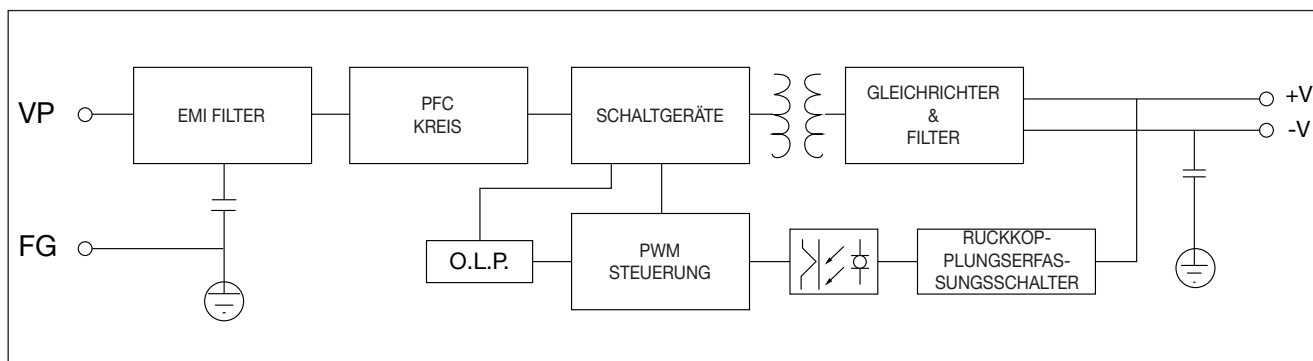 VP
EMI FILTER
PFC
KREIS
SCHALTGERÄTE
GLEICHRICHTER
&
FILTER
+V
-V
FG
O.L.P.
PWM
STEUERUNG
RUCKKOP-
PLUNGSERFAS-
SUNGSSCHALTER